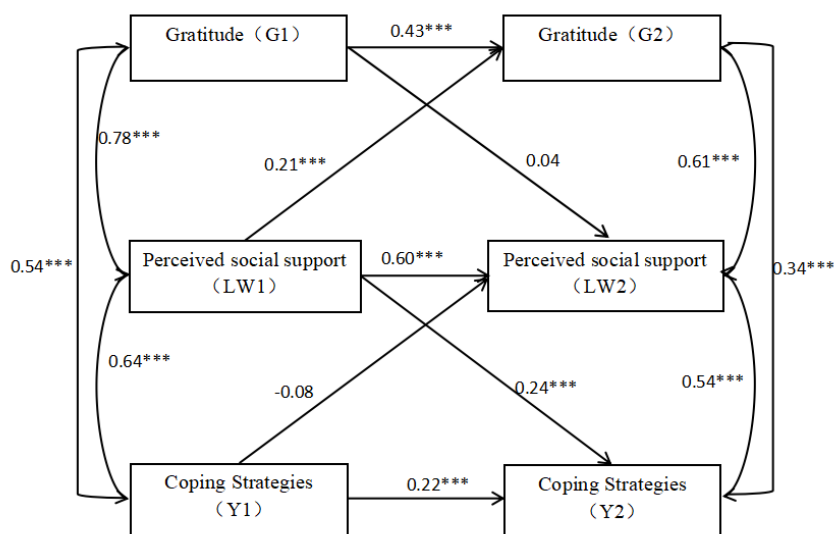 Gratitude（G1）
0.43***
Gratitude（G2）
0.78***
0.21***
0.04
0.61***
Perceived social support
（LW1）
0.60***
Perceived social support
（LW2）
0.54***
0.34***
0.64***
-0.08
0.24***
0.54***
Coping Strategies
（Y1）
0.22***
Coping Strategies
（Y2）